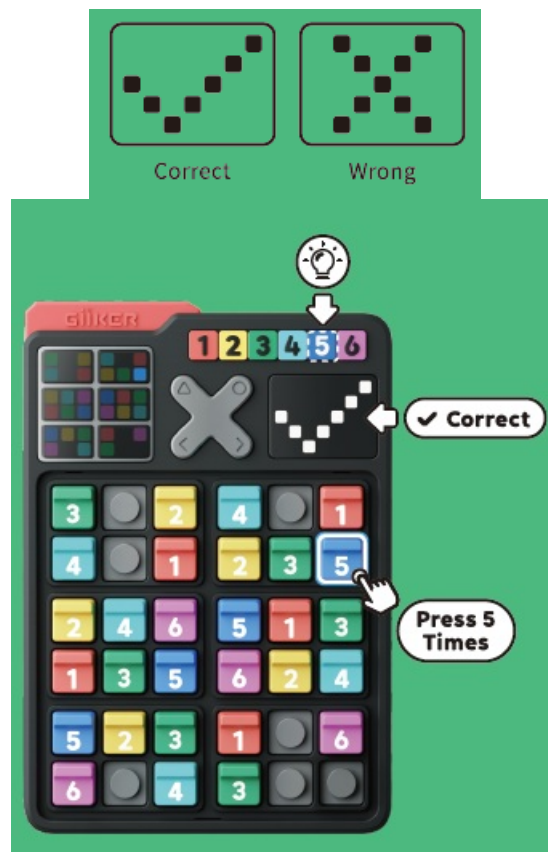 Correct
Wrong
GiiKER
1 2 3 4 5 6
✓ Correct
3 2 4 1
4 1 2 3 5
Press 5
Times
2 4 6 5 1 3
1 3 5 6 2 4
5 2 3 1 6
6 4 3